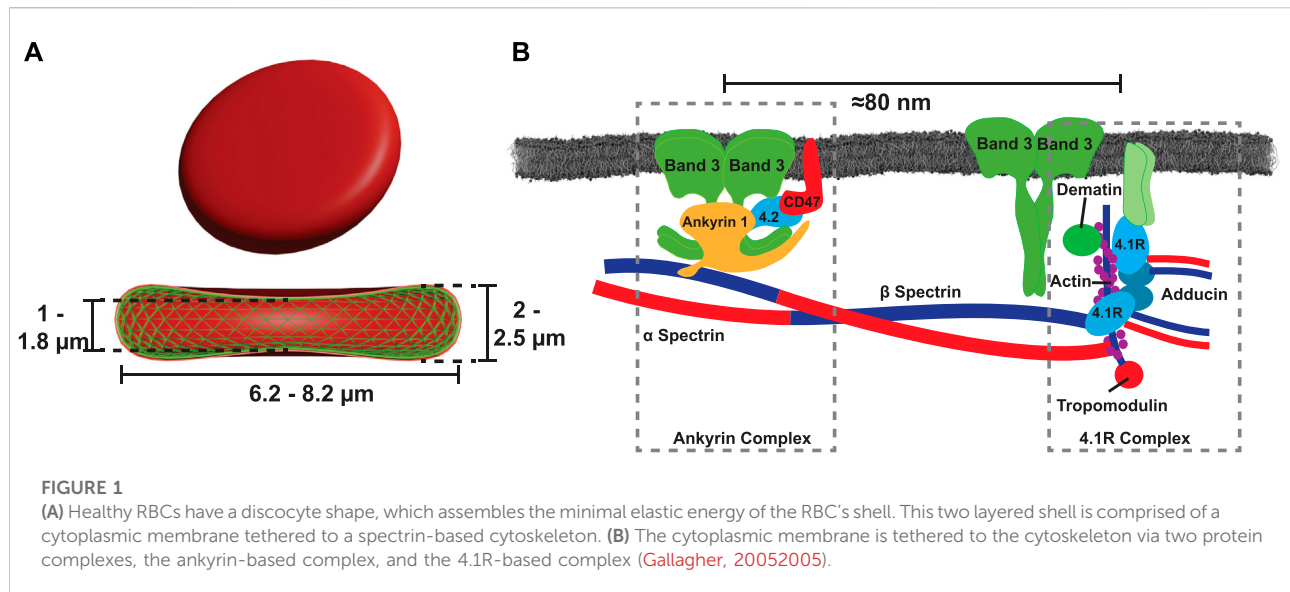 A
B
≈80 nm
Band 3
Band 3
Band 3
Band 3
Dematin
CD47
4.2
Ankyrin 1
4.1R
Actin
Adducin
β Spectrin
4.1R
α Spectrin
1 -
1.8 µm
2 -
2.5 µm
6.2 - 8.2 µm
Tropomodulin
Ankyrin Complex
4.1R Complex
FIGURE 1
(A) Healthy RBCs have a discocyte shape, which assembles the minimal elastic energy of the RBC's shell. This two layered shell is comprised of a
cytoplasmic membrane tethered to a spectrin-based cytoskeleton. (B) The cytoplasmic membrane is tethered to the cytoskeleton via two protein
complexes, the ankyrin-based complex, and the 4.1R-based complex (Gallagher, 20052005).